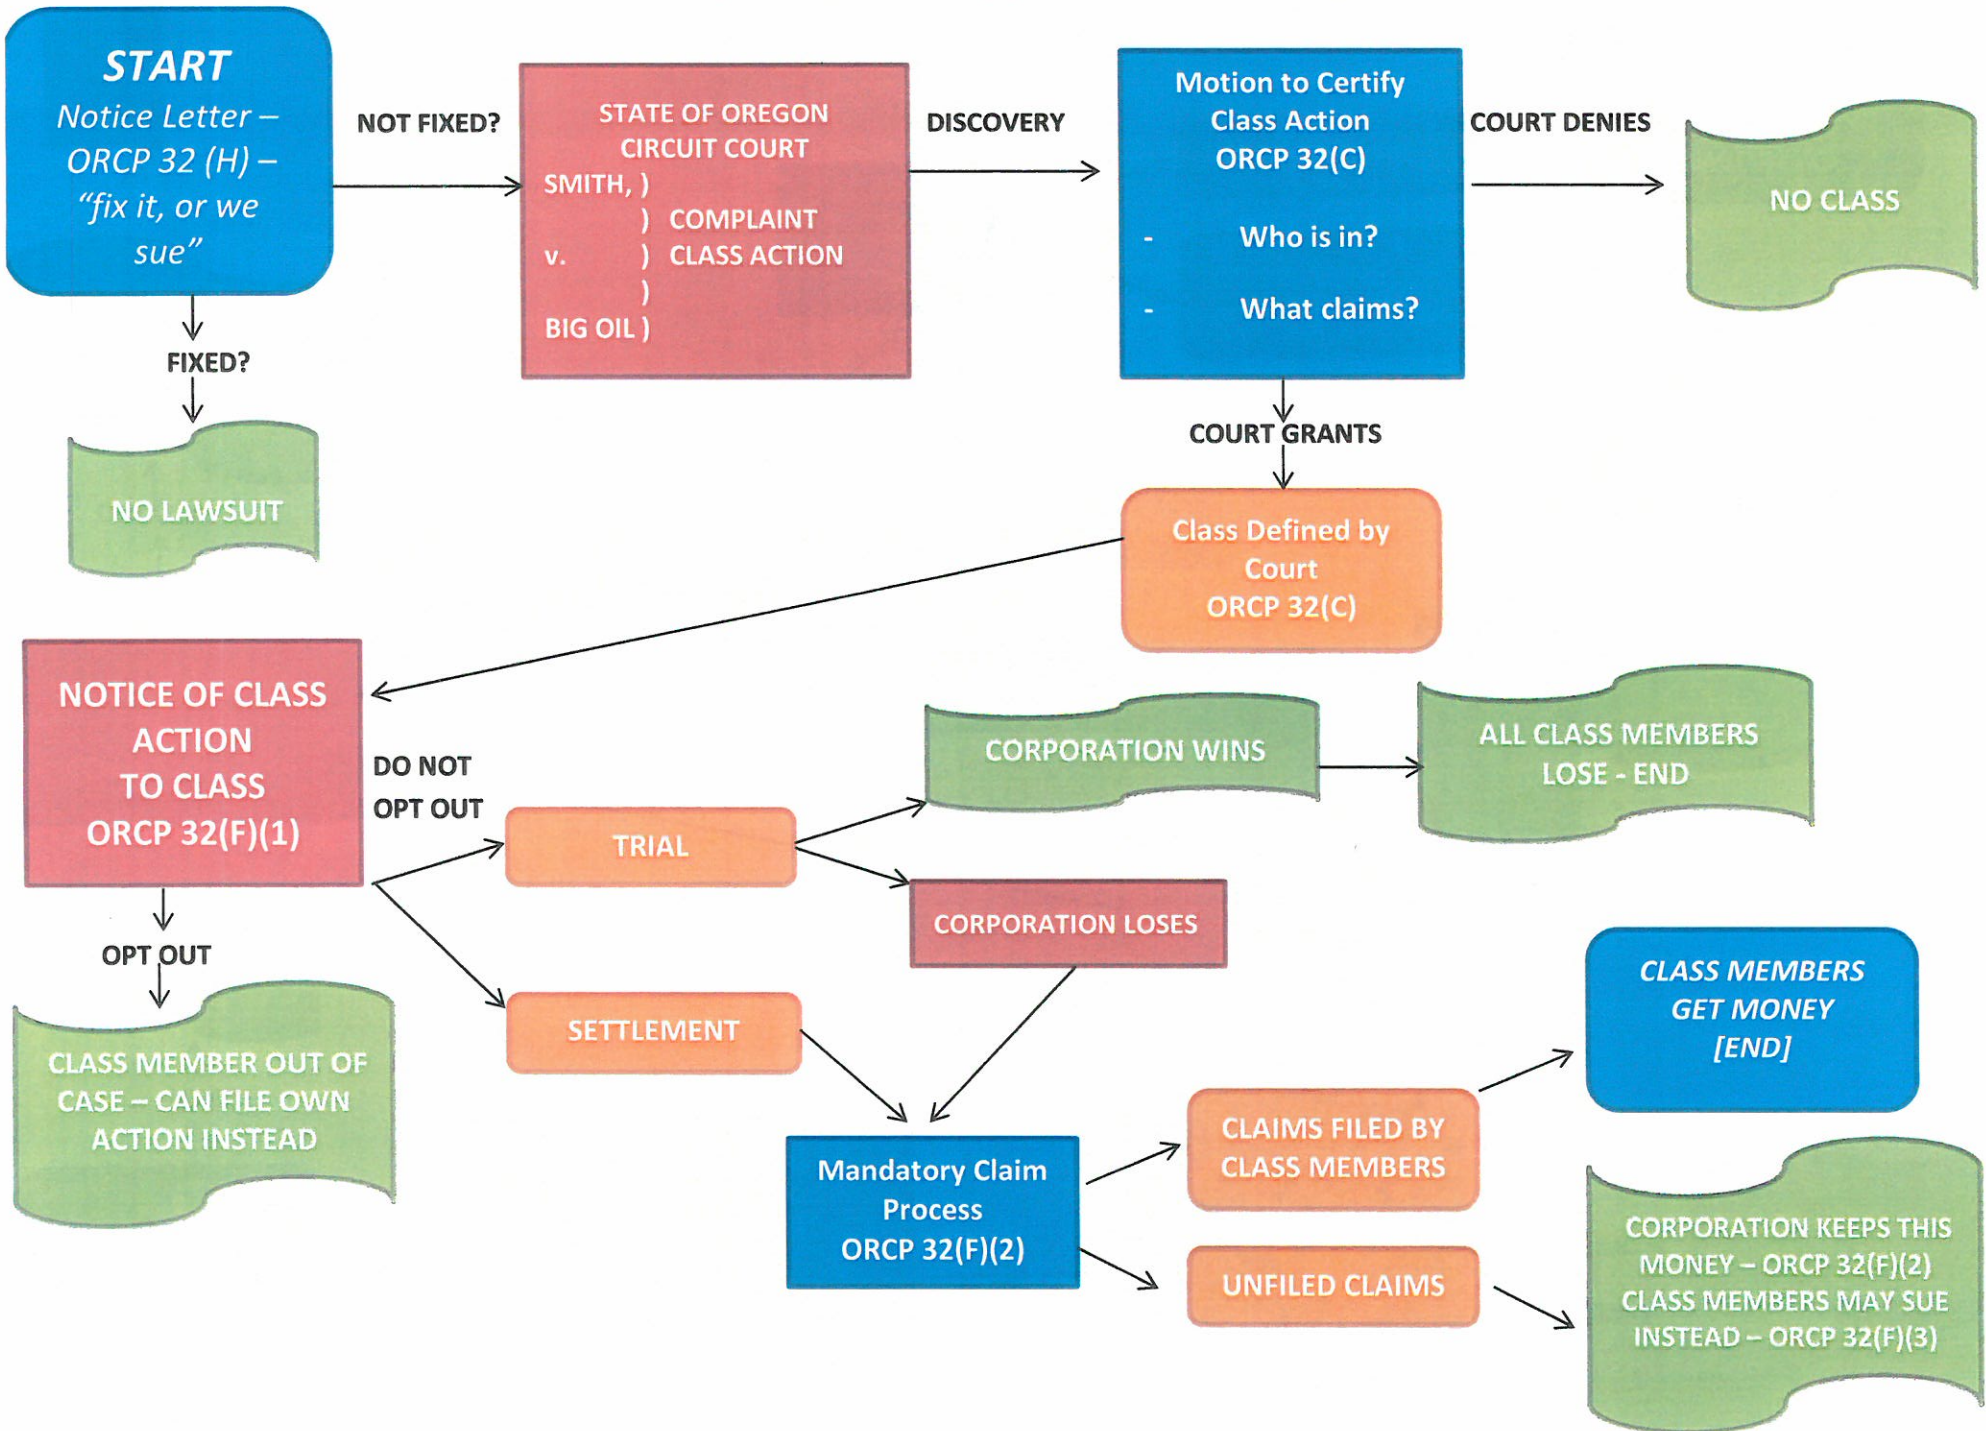 START
Notice Letter –
ORCP 32 (H) –
“fix it, or we
sue”
NOT FIXED?
STATE OF OREGON
CIRCUIT COURT
SMITH, )
) COMPLAINT
v. ) CLASS ACTION
)
BIG OIL )
DISCOVERY
Motion to Certify
Class Action
ORCP 32(C)
- Who is in?
- What claims?
COURT DENIES
NO CLASS
FIXED?
NO LAWSUIT
COURT GRANTS
Class Defined by
Court
ORCP 32(C)
NOTICE OF CLASS
ACTION
TO CLASS
ORCP 32(F)(1)
DO NOT
OPT OUT
TRIAL
CORPORATION WINS
ALL CLASS MEMBERS
LOSE - END
CORPORATION LOSES
OPT OUT
CLASS MEMBER OUT OF
CASE – CAN FILE OWN
ACTION INSTEAD
SETTLEMENT
Mandatory Claim
Process
ORCP 32(F)(2)
CLAIMS FILED BY
CLASS MEMBERS
CLASS MEMBERS
GET MONEY
[END]
UNFILED CLAIMS
CORPORATION KEEPS THIS
MONEY – ORCP 32(F)(2)
CLASS MEMBERS MAY SUE
INSTEAD – ORCP 32(F)(3)